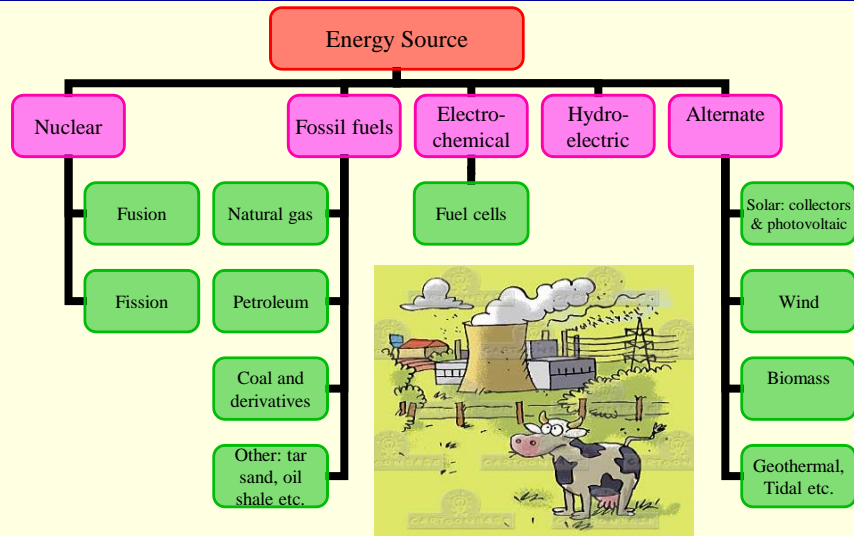 Energy Source
Nuclear
Fossil fuels
Electro-
chemical
Hydro-
electric
Alternate
Fusion
Natural gas
Fuel cells
Solar: collectors
& photovoltaic
Fission
Petroleum
Wind
Coal and
derivatives
Biomass
Other: tar
sand, oil
shale etc.
Geothermal,
Tidal etc.